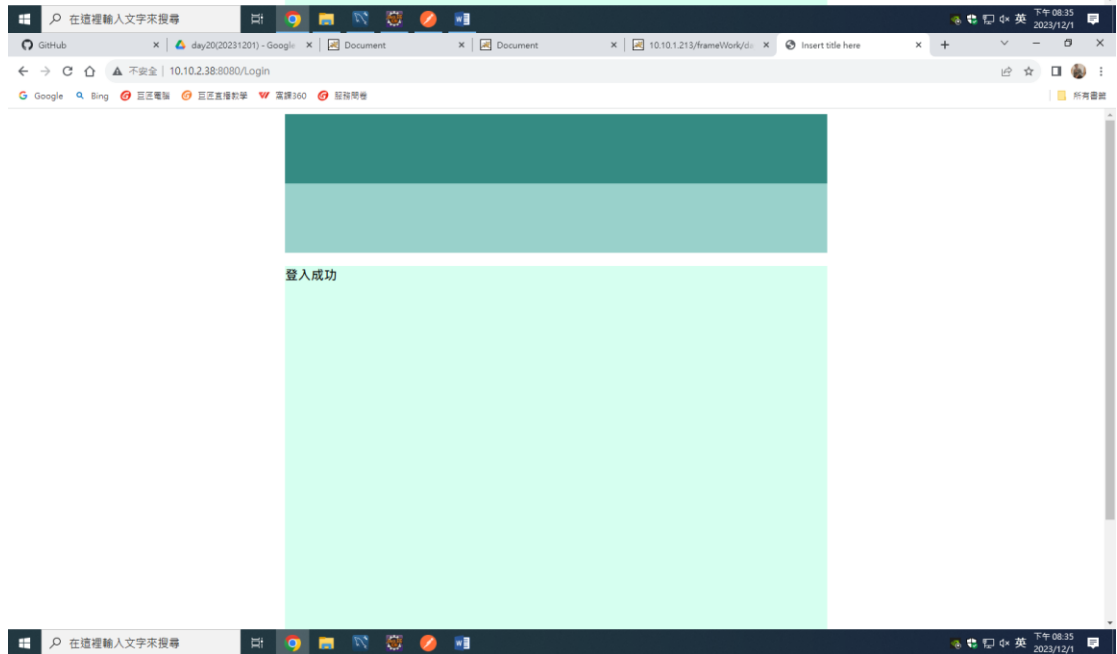 在這裡輸入文字來搜尋
英
下午 08:35
2023/12/1
GitHub
day20(20231201) - Google
Document
Document
10.10.1.213/frameWork/do
Insert title here
不安全 | 10.10.2.38:8080/Login
Google
Bing
巨匠電腦
巨匠直播教學
窩課360
服務問卷
所有書籤
登入成功
在這裡輸入文字來搜尋
英
下午 08:35
2023/12/1